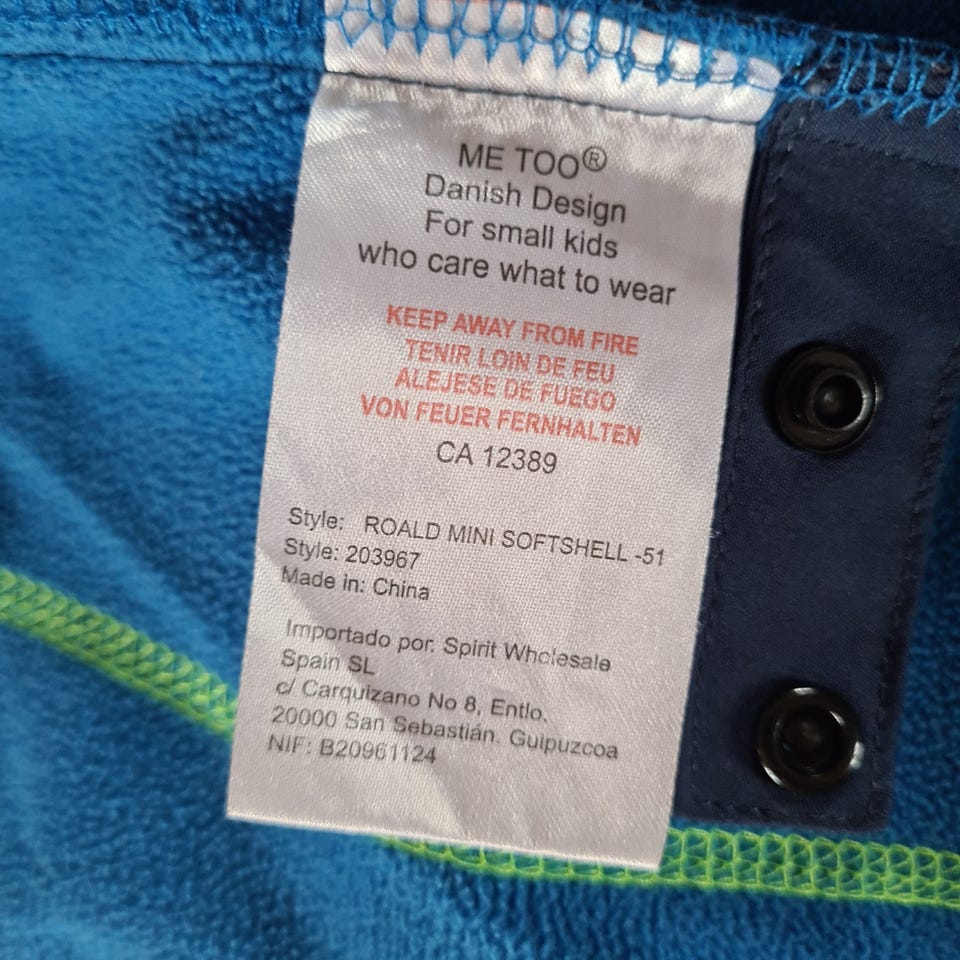 ME TOO®
Danish Design
For small kids
who care what to wear
KEEP AWAY FROM FIRE
TENIR LOIN DE FEU
ALEJESE DE FUEGO
VON FEUER FERNHALTEN
CA 12389
Style: ROALD MINI SOFTSHELL -51
Style: 203967
Made in: China
Importado por: Spirit Wholesale
Spain SL
c/ Carquizano No 8, Entlo.
20000 San Sebastián. Guipuzcoa
NIF: B20961124